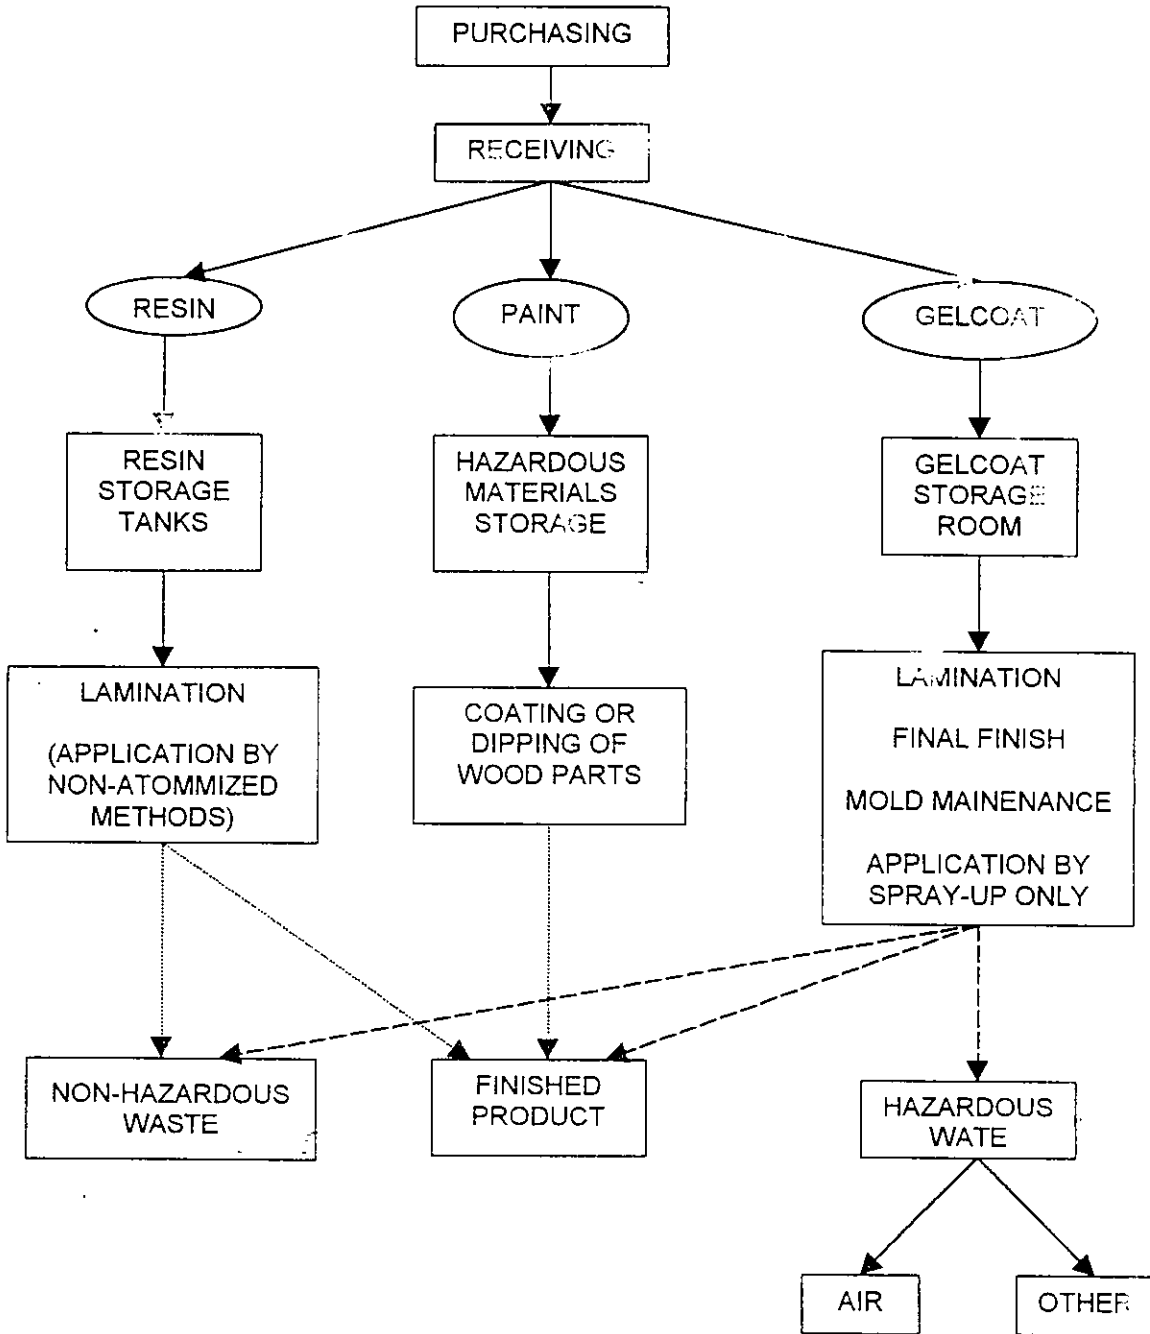 PURCHASING
RECEIVING
RESIN
PAINT
GELCOAT
RESIN
STORAGE
TANKS
HAZARDOUS
MATERIALS
STORAGE
GELCOAT
STORAGE
ROOM
LAMINATION
(APPLICATION BY
NON-ATOMMIZED
METHODS)
COATING OR
DIPPING OF
WOOD PARTS
LAMINATION
FINAL FINISH
MOLD MAINENANCE
APPLICATION BY
SPRAY-UP ONLY
NON-HAZARDOUS
WASTE
FINISHED
PRODUCT
HAZARDOUS
WATE
AIR
OTHER